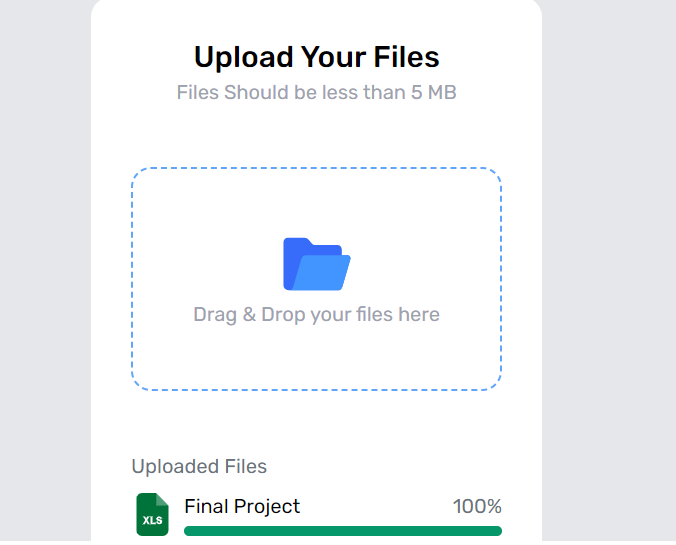 Upload Your Files
Files Should be less than 5 MB
Drag & Drop your files here
Uploaded Files
Final Project 100%
XLS